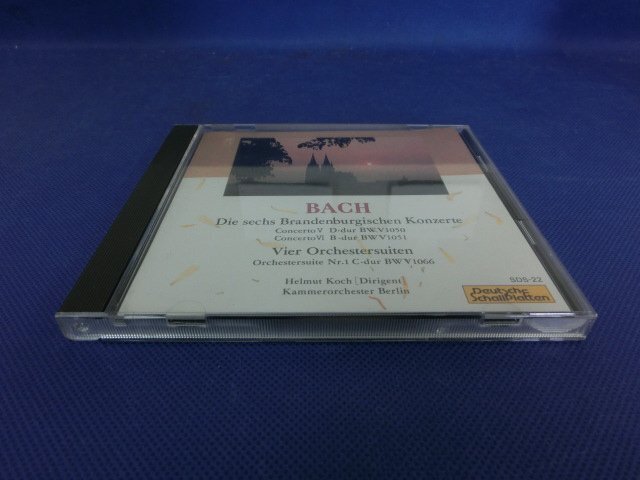 BACH
Die sechs Brandenburgischen Konzerte
Concerto V D-dur BWV1050
Concerto VI B-dur BWV1051
Vier Orchestersuiten
Orchestersuite Nr.1 C-dur BWV1066
Helmut Koch [Dirigent]
Kammerorchester Berlin
SDS-22
Deutsche
Schallplatten